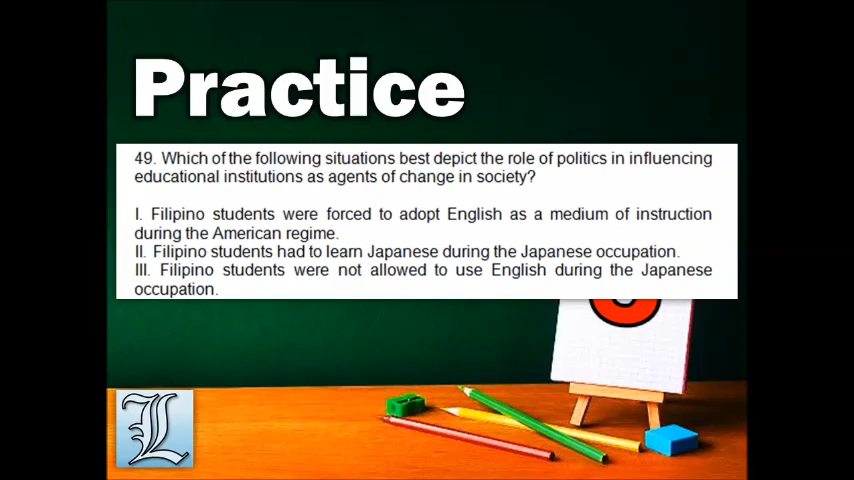 Practice
49. Which of the following situations best depict the role of politics in influencing
educational institutions as agents of change in society?
I. Filipino students were forced to adopt English as a medium of instruction
during the American regime.
II. Filipino students had to learn Japanese during the Japanese occupation.
III. Filipino students were not allowed to use English during the Japanese
occupation.
L